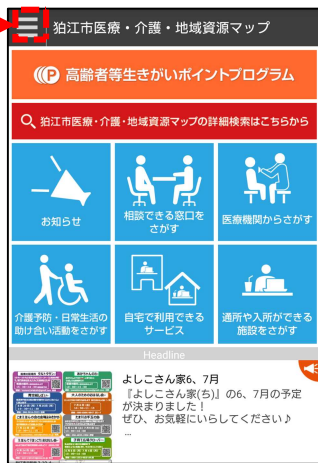 狛江市医療・介護・地域資源マップ
P 高齢者等生きがいポイントプログラム
狛江市医療・介護・地域資源マップの詳細検索はこちらから
お知らせ
相談できる窓口を
さがす
医療機関からさがす
介護予防・日常生活の
助け合い活動をさがす
自宅で利用できる
サービス
通所や入所ができる
施設をさがす
Headline
よしこさん家6、7月
『よしこさん家(ち)』の6、7月の予定
が決まりました！
ぜひ、お気軽にいらしてください♪
...